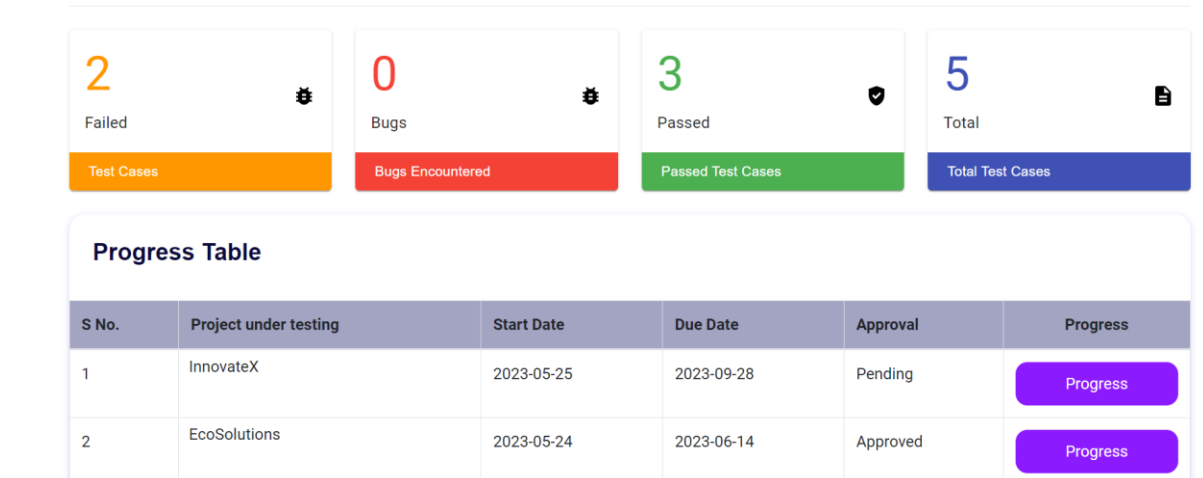 2 0 3 5
Failed Bugs Passed Total
Test Cases Bugs Encountered Passed Test Cases Total Test Cases
Progress Table
S No. Project under testing Start Date Due Date Approval Progress
1 InnovateX 2023-05-25 2023-09-28 Pending Progress
2 EcoSolutions 2023-05-24 2023-06-14 Approved Progress